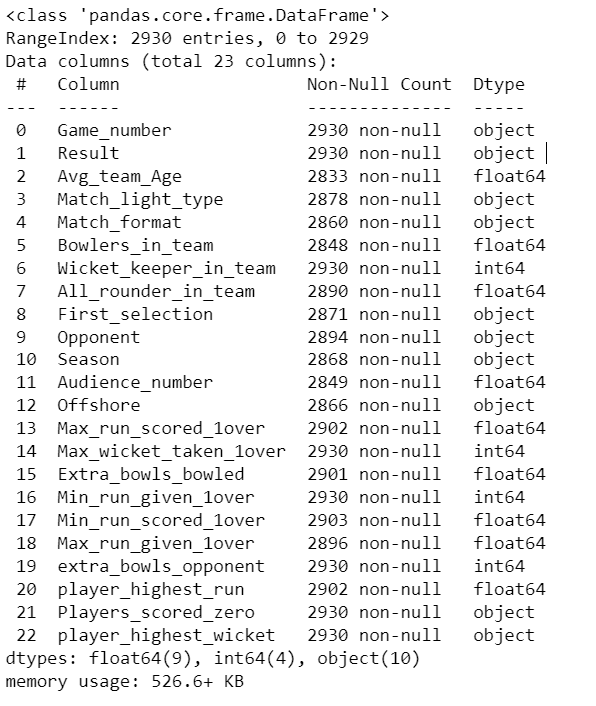 <class 'pandas.core.frame.DataFrame'>
RangeIndex: 2930 entries, 0 to 2929
Data columns (total 23 columns):
 #   Column                Non-Null Count  Dtype
---  ------                --------------  -----
 0   Game_number           2930 non-null   object
 1   Result                2930 non-null   object
 2   Avg_team_Age          2833 non-null   float64
 3   Match_light_type      2878 non-null   object
 4   Match_format          2860 non-null   object
 5   Bowlers_in_team       2848 non-null   float64
 6   Wicket_keeper_in_team  2930 non-null   int64
 7   All_rounder_in_team   2890 non-null   float64
 8   First_selection       2871 non-null   object
 9   Opponent              2894 non-null   object
 10  Season                2868 non-null   object
 11  Audience_number       2849 non-null   float64
 12  Offshore              2866 non-null   object
 13  Max_run_scored_1over  2902 non-null   float64
 14  Max_wicket_taken_1over  2930 non-null   int64
 15  Extra_bowls_bowled    2901 non-null   float64
 16  Min_run_given_1over   2930 non-null   int64
 17  Min_run_scored_1over  2903 non-null   float64
 18  Max_run_given_1over   2896 non-null   float64
 19  extra_bowls_opponent  2930 non-null   int64
 20  player_highest_run    2902 non-null   float64
 21  Players_scored_zero   2930 non-null   object
 22  player_highest_wicket  2930 non-null   object
dtypes: float64(9), int64(4), object(10)
memory usage: 526.6+ KB